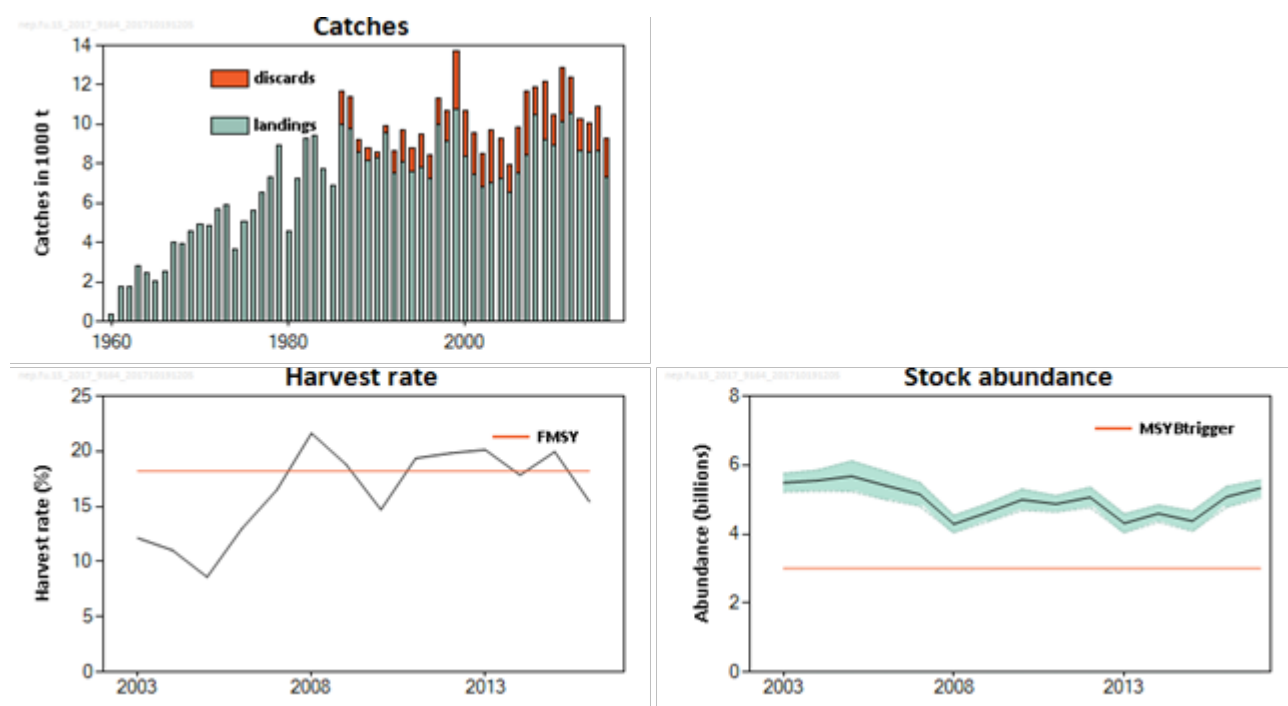 Catches
14
12
10
8
6
4
2
0
Catches in 1000 t
discards
landings
1960
1980
2000
Harvest rate
25
20
15
10
5
0
Harvest rate (%)
FMSY
2003
2008
2013
Stock abundance
8
6
4
2
0
Abundance (billions)
MSYBtrigger
2003
2008
2013